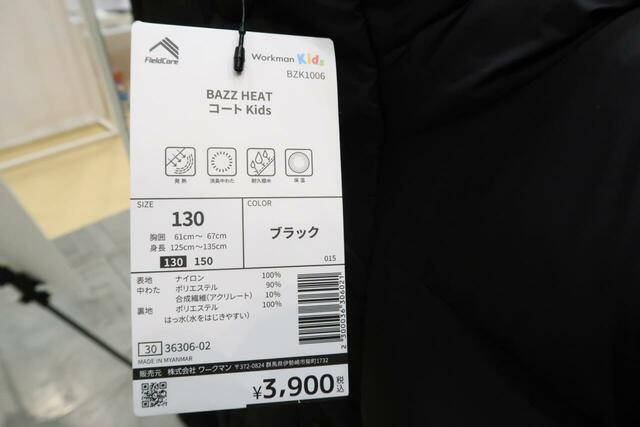 FieldCore
Workman Kids
BZK1006
BAZZ HEAT
コート Kids
発熱 消臭中わた 耐久撥水 保温
SIZE
130
胸囲 61cm～ 67cm
身長 125cm～135cm
130 150
COLOR
ブラック
015
表地 ナイロン 100%
中わた ポリエステル 90%
合成繊維(アクリレート) 10%
裏地 ポリエステル 100%
はっ水(水をはじきやすい)
2 300036 306021
30 36306-02
MADE IN MYANMAR
販売元 株式会社 ワークマン 〒372-0824 群馬県伊勢崎市柴町1732
¥3,900税込